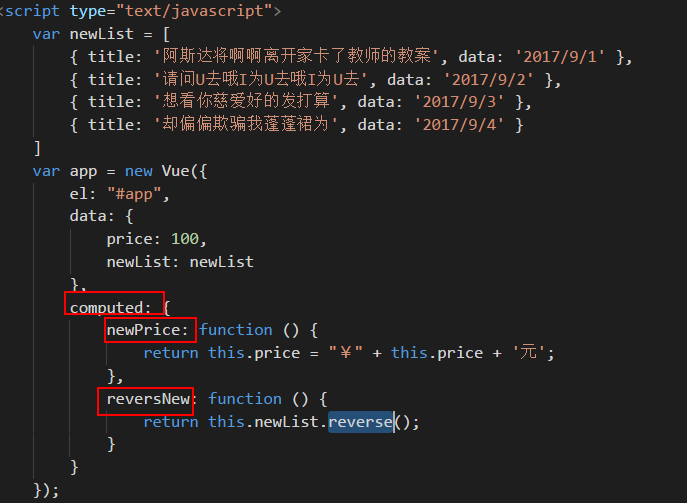 <script type="text/javascript">
var newList = [
{ title: '阿斯达将啊啊离开家卡了教师的教案', data: '2017/9/1' },
{ title: '请问U去哦I为U去哦I为U去', data: '2017/9/2' },
{ title: '想看你慈爱好的发打算', data: '2017/9/3' },
{ title: '却偏偏欺骗我蓬蓬裙为', data: '2017/9/4' }
]
var app = new Vue({
el: "#app",
data: {
price: 100,
newList: newList
},
computed: {
newPrice: function () {
return this.price = "￥" + this.price + '元';
},
reversNew: function () {
return this.newList.reverse();
}
}
});